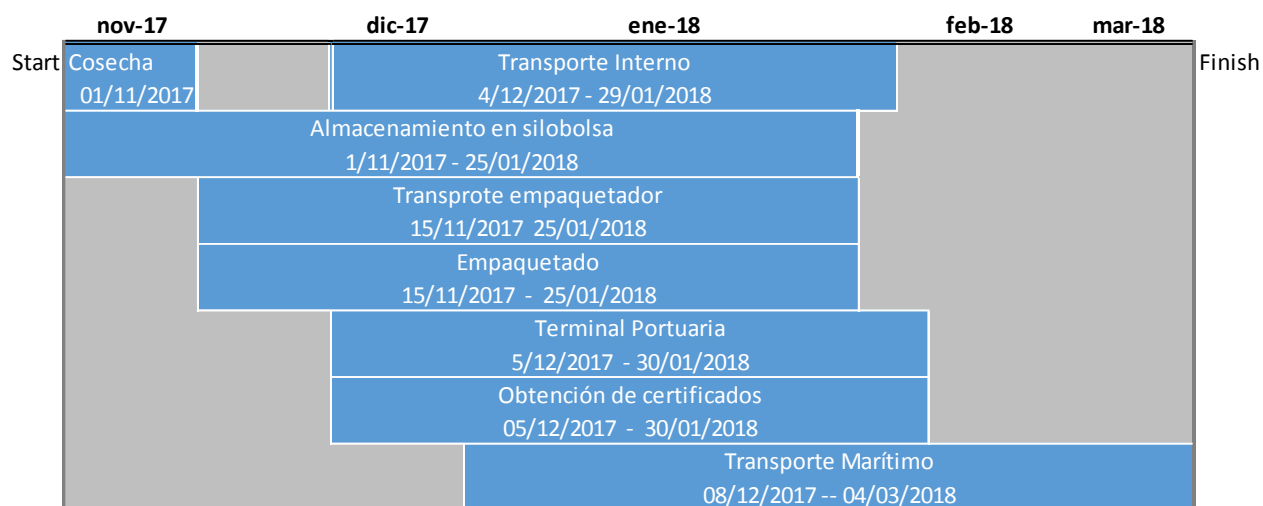 nov-17 dic-17 ene-18 feb-18 mar-18
Start Cosecha Transporte Interno Finish
01/11/2017 4/12/2017 - 29/01/2018
Almacenamiento en silobolsa
1/11/2017 - 25/01/2018
Transprote empaquetador
15/11/2017 25/01/2018
Empaquetado
15/11/2017 - 25/01/2018
Terminal Portuaria
5/12/2017 - 30/01/2018
Obtención de certificados
05/12/2017 - 30/01/2018
Transporte Marítimo
08/12/2017 -- 04/03/2018